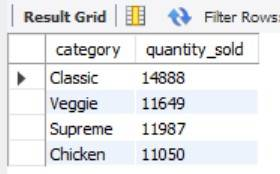 Result Grid Filter Rows:
category quantity_sold
Classic 14888
Veggie 11649
Supreme 11987
Chicken 11050